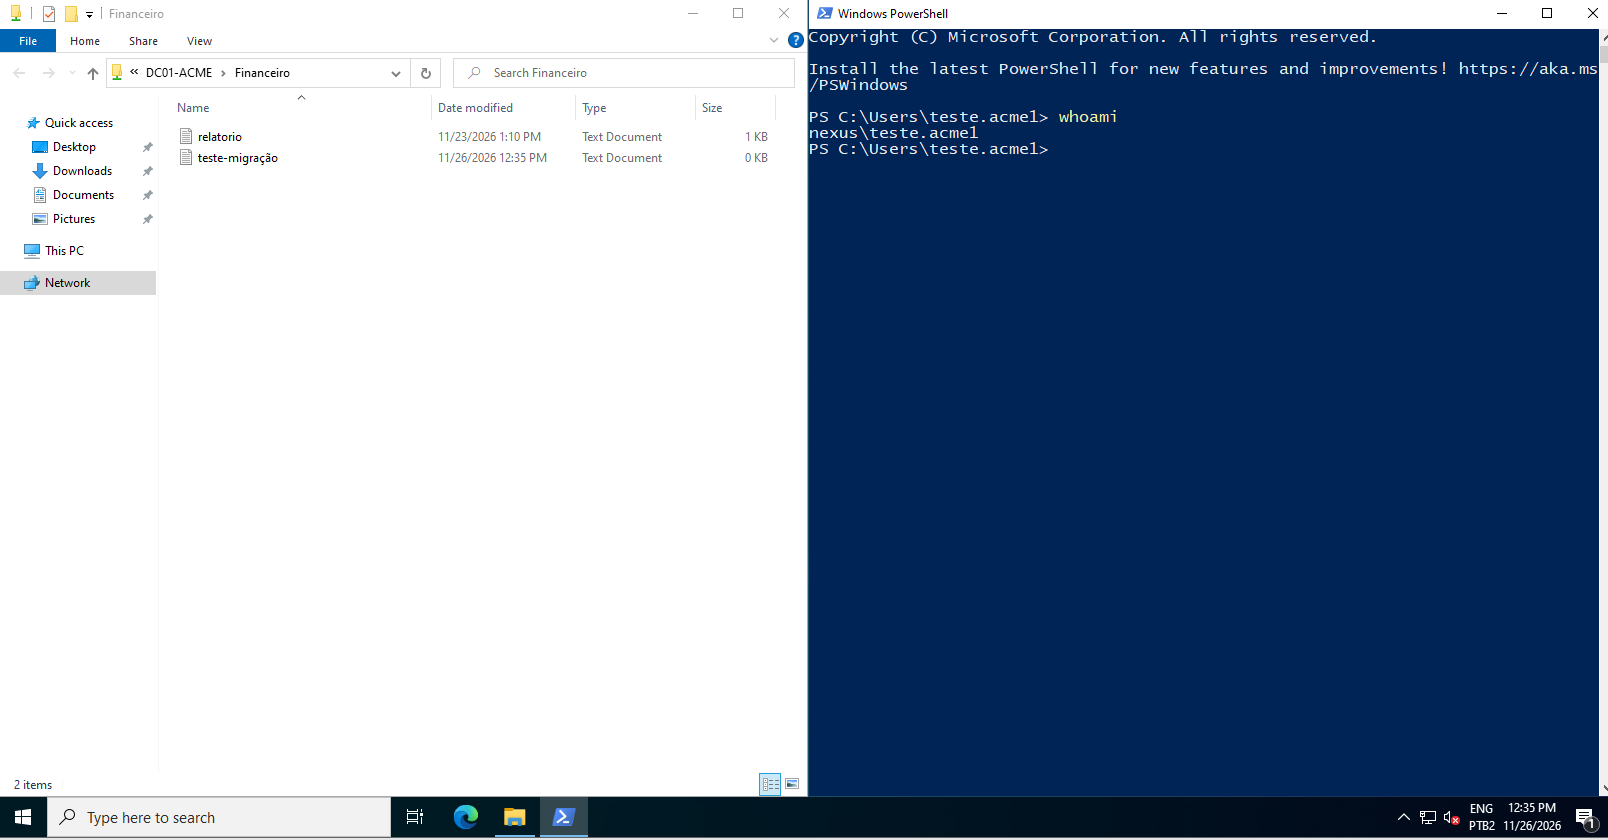 Financeiro
File Home Share View
« DC01-ACME › Financeiro
Search Financeiro
Name Date modified Type Size
relatorio 11/23/2026 1:10 PM Text Document 1 KB
teste-migração 11/26/2026 12:35 PM Text Document 0 KB
Quick access
Desktop
Downloads
Documents
Pictures
This PC
Network
2 items
Windows PowerShell
Copyright (C) Microsoft Corporation. All rights reserved.
Install the latest PowerShell for new features and improvements! https://aka.ms
/PSWindows
PS C:\Users\teste.acme1> whoami
nexus\teste.acme1
PS C:\Users\teste.acme1>
Type here to search
ENG 12:35 PM
PTB2 11/26/2026
1